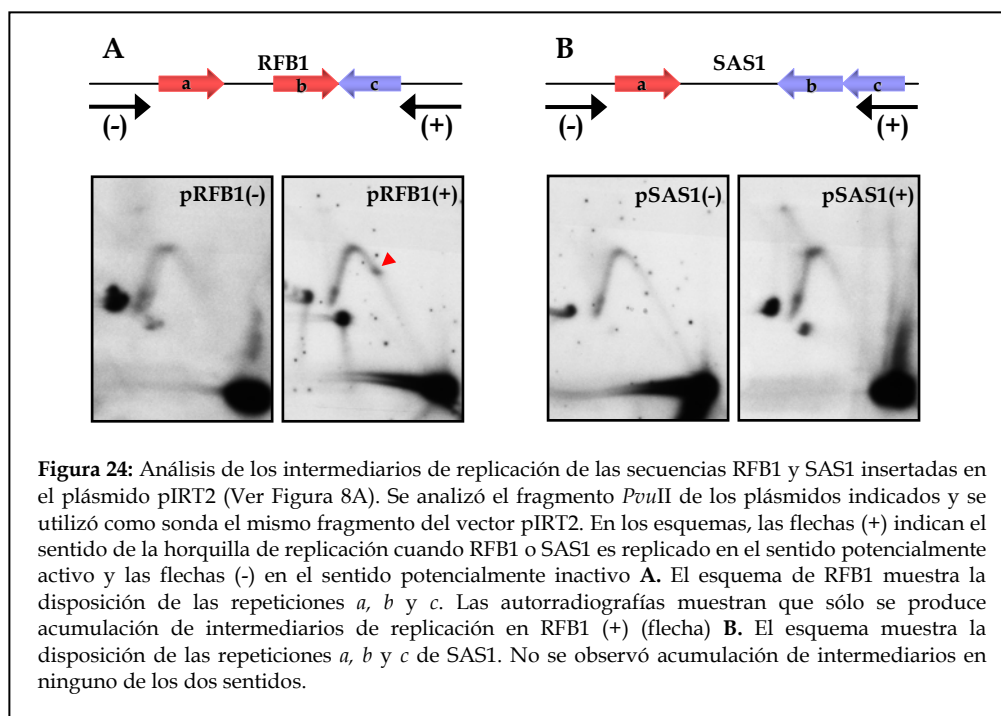 A
RFB1
a
b
c
(-)
(+)
B
SAS1
a
b
c
(-)
(+)
pRFB1(-)
pRFB1(+)
pSAS1(-)
pSAS1(+)
Figura 24: Análisis de los intermediarios de replicación de las secuencias RFB1 y SAS1 insertadas en
el plásmido pIRT2 (Ver Figura 8A). Se analizó el fragmento PvuII de los plásmidos indicados y se
utilizó como sonda el mismo fragmento del vector pIRT2. En los esquemas, las flechas (+) indican el
sentido de la horquilla de replicación cuando RFB1 o SAS1 es replicado en el sentido potencialmente
activo y las flechas (-) en el sentido potencialmente inactivo A. El esquema de RFB1 muestra la
disposición de las repeticiones a, b y c. Las autorradiografías muestran que sólo se produce
acumulación de intermediarios de replicación en RFB1 (+) (flecha) B. El esquema muestra la
disposición de las repeticiones a, b y c de SAS1. No se observó acumulación de intermediarios en
ninguno de los dos sentidos.